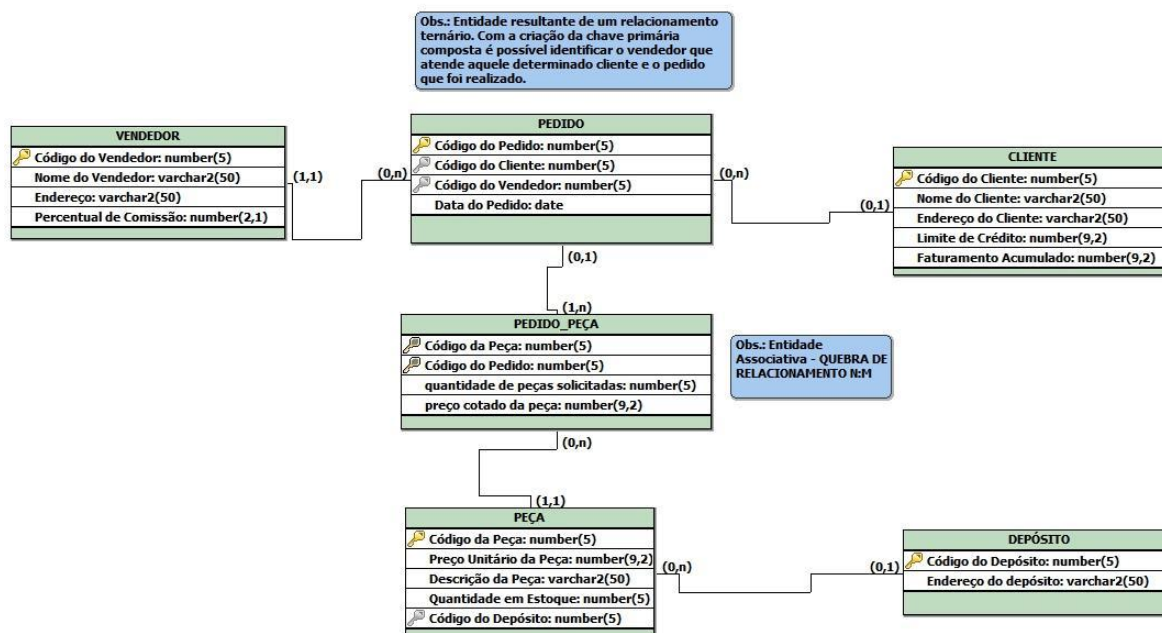 Obs.: Entidade resultante de um relacionamento
ternário. Com a criação da chave primária
composta é possível identificar o vendedor que
atende aquele determinado cliente e o pedido
que foi realizado.
VENDEDOR
Código do Vendedor: number(5)
Nome do Vendedor: varchar2(50)
Endereço: varchar2(50)
Percentual de Comissão: number(2,1)
(1,1)
(0,n)
PEDIDO
Código do Pedido: number(5)
Código do Cliente: number(5)
Código do Vendedor: number(5)
Data do Pedido: date
(0,n)
(0,1)
CLIENTE
Código do Cliente: number(5)
Nome do Cliente: varchar2(50)
Endereço do Cliente: varchar2(50)
Limite de Crédito: number(9,2)
Faturamento Acumulado: number(9,2)
(0,1)
(1,n)
PEDIDO_PEÇA
Código da Peça: number(5)
Código do Pedido: number(5)
quantidade de peças solicitadas: number(5)
preço cotado da peça: number(9,2)
Obs.: Entidade
Associativa - QUEBRA DE
RELACIONAMENTO N:M
(0,n)
(1,1)
PEÇA
Código da Peça: number(5)
Preço Unitário da Peça: number(9,2)
Descrição da Peça: varchar2(50)
Quantidade em Estoque: number(5)
Código do Depósito: number(5)
(0,n)
(0,1)
DEPÓSITO
Código do Depósito: number(5)
Endereço do depósito: varchar2(50)